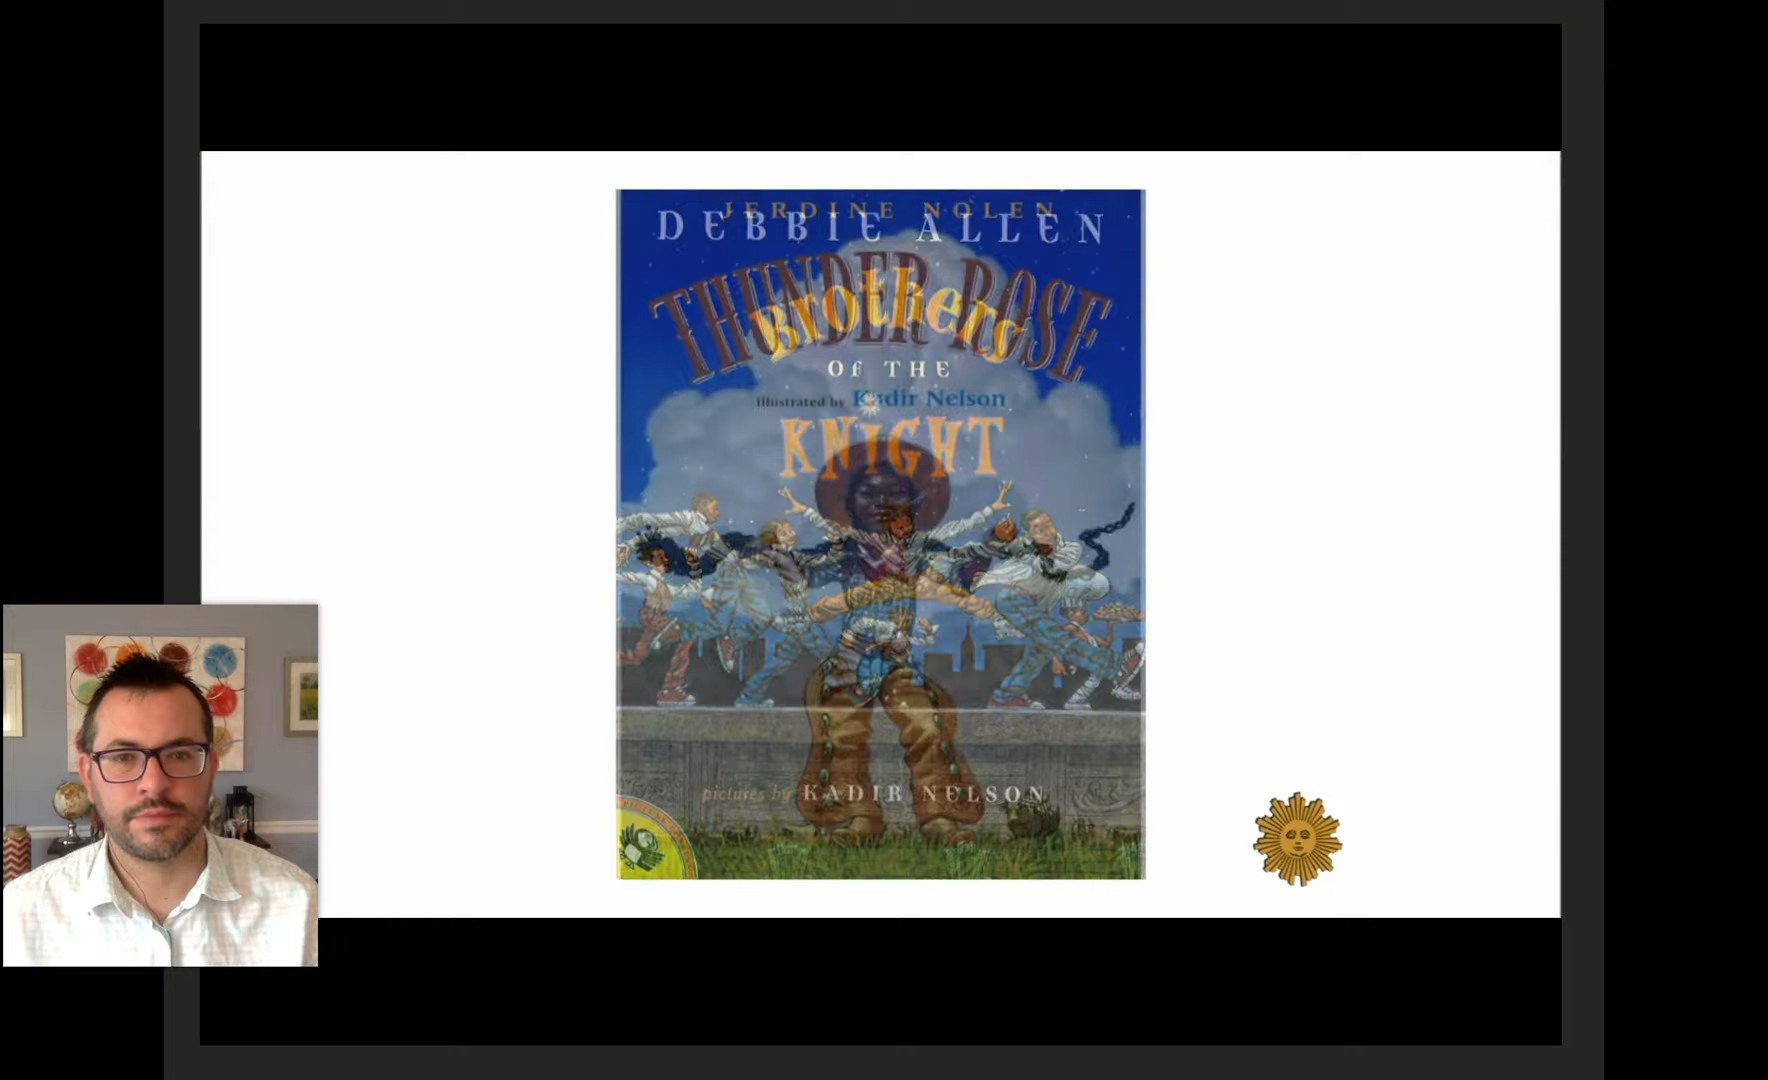 JERDINE NOLEN
DEBBIE ALLEN
THUNDER ROSE
Brothers
OF THE
Illustrated by Kadir Nelson
KNIGHT
pictures by KADIR NELSON